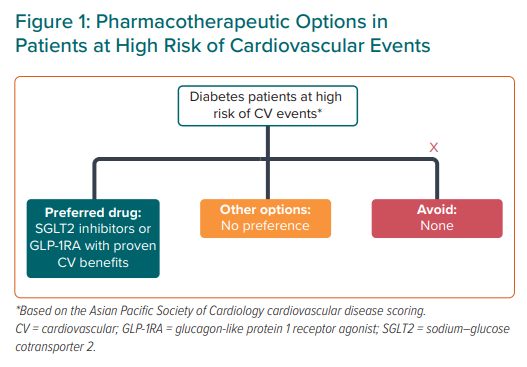 Figure 1: Pharmacotherapeutic Options in
Patients at High Risk of Cardiovascular Events
Diabetes patients at high
risk of CV events*
X
Preferred drug:
SGLT2 inhibitors or
GLP-1RA with proven
CV benefits
Other options:
No preference
Avoid:
None
*Based on the Asian Pacific Society of Cardiology cardiovascular disease scoring.
CV = cardiovascular; GLP-1RA = glucagon-like protein 1 receptor agonist; SGLT2 = sodium–glucose
cotransporter 2.